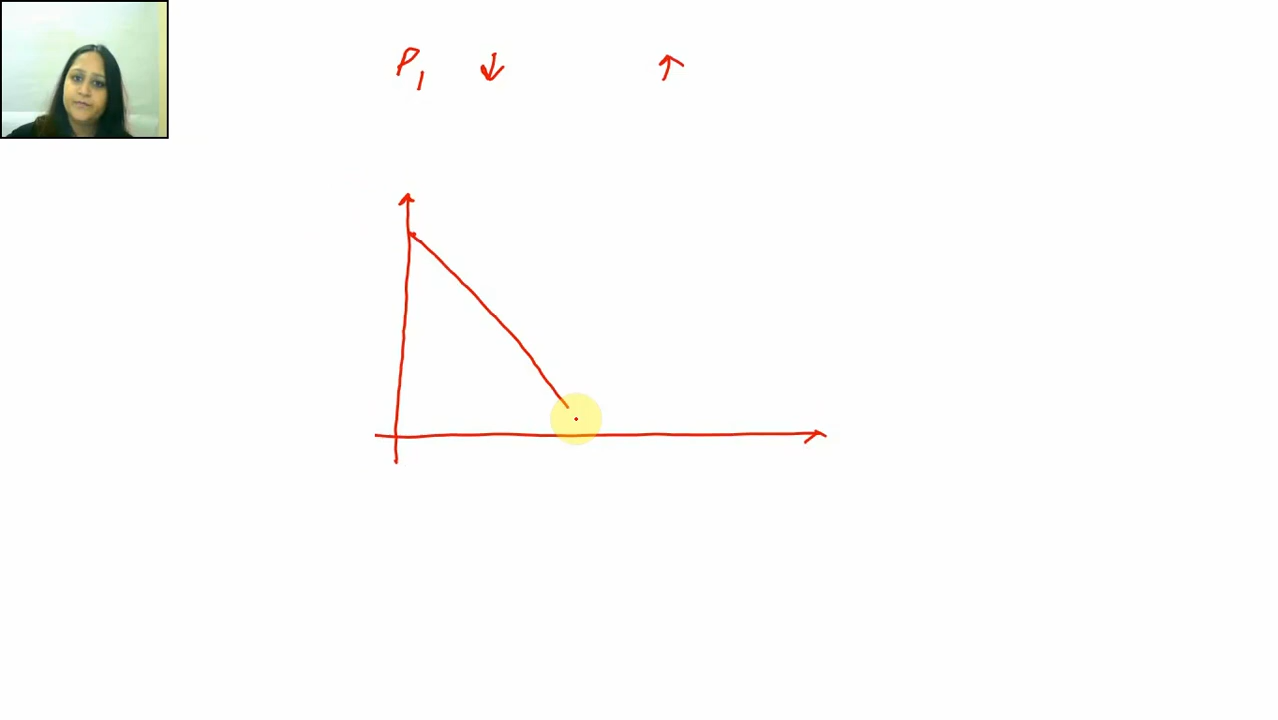 P₁ ↓ ↑